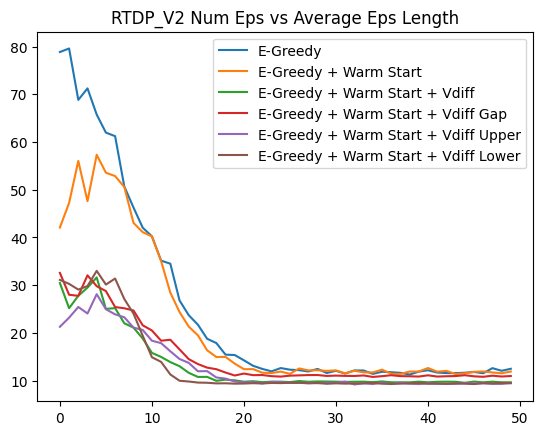 RTDP_V2 Num Eps vs Average Eps Length
E-Greedy
E-Greedy + Warm Start
E-Greedy + Warm Start + Vdiff
E-Greedy + Warm Start + Vdiff Gap
E-Greedy + Warm Start + Vdiff Upper
E-Greedy + Warm Start + Vdiff Lower
80
70
60
50
40
30
20
10
0 10 20 30 40 50